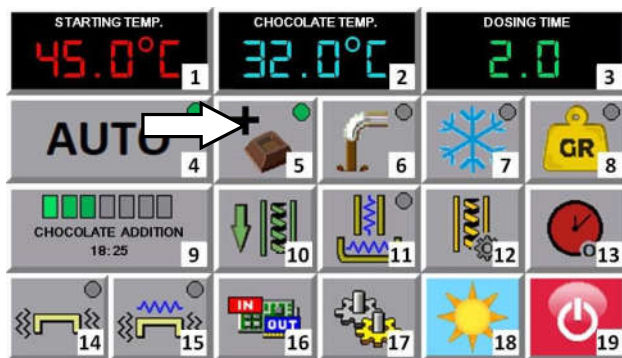 STARTING TEMP.
45.0°C
1
CHOCOLATE TEMP.
32.0°C
2
DOSING TIME
2.0
3
AUTO
4
+
5
6
7
GR
8
CHOCOLATE ADDITION
18:25
9
10
11
12
13
14
15
IN
OUT
16
17
18
19